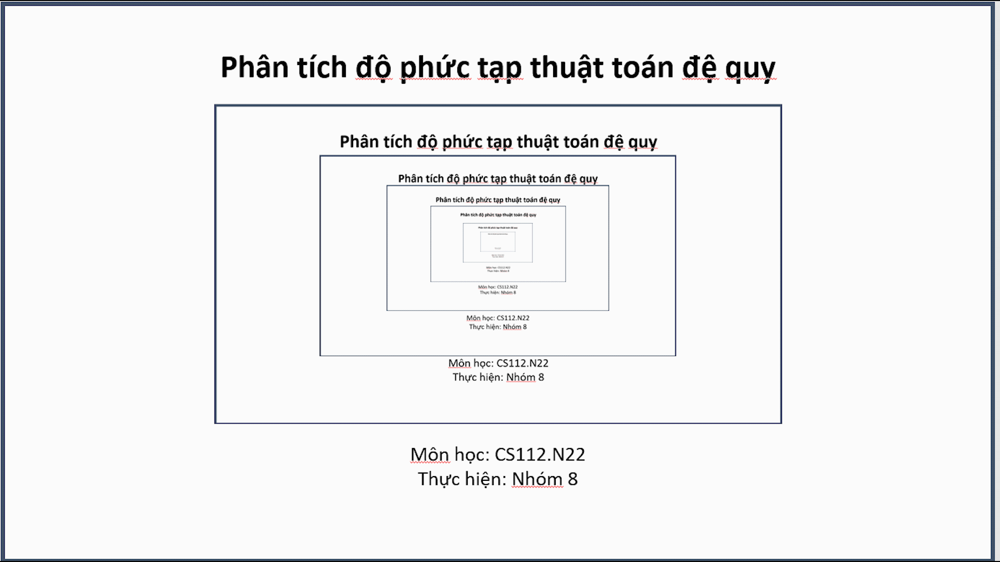 Phân tích độ phức tạp thuật toán đệ quy
Phân tích độ phức tạp thuật toán đệ quy
Phân tích độ phức tạp thuật toán đệ quy
Phân tích độ phức tạp thuật toán đệ quy
Phân tích độ phức tạp thuật toán đệ quy
Phân tích độ phức tạp thuật toán đệ quy
Môn học: CS112.N22
Thực hiện: Nhóm 8
Môn học: CS112.N22
Thực hiện: Nhóm 8
Môn học: CS112.N22
Thực hiện: Nhóm 8
Môn học: CS112.N22
Thực hiện: Nhóm 8
Môn học: CS112.N22
Thực hiện: Nhóm 8